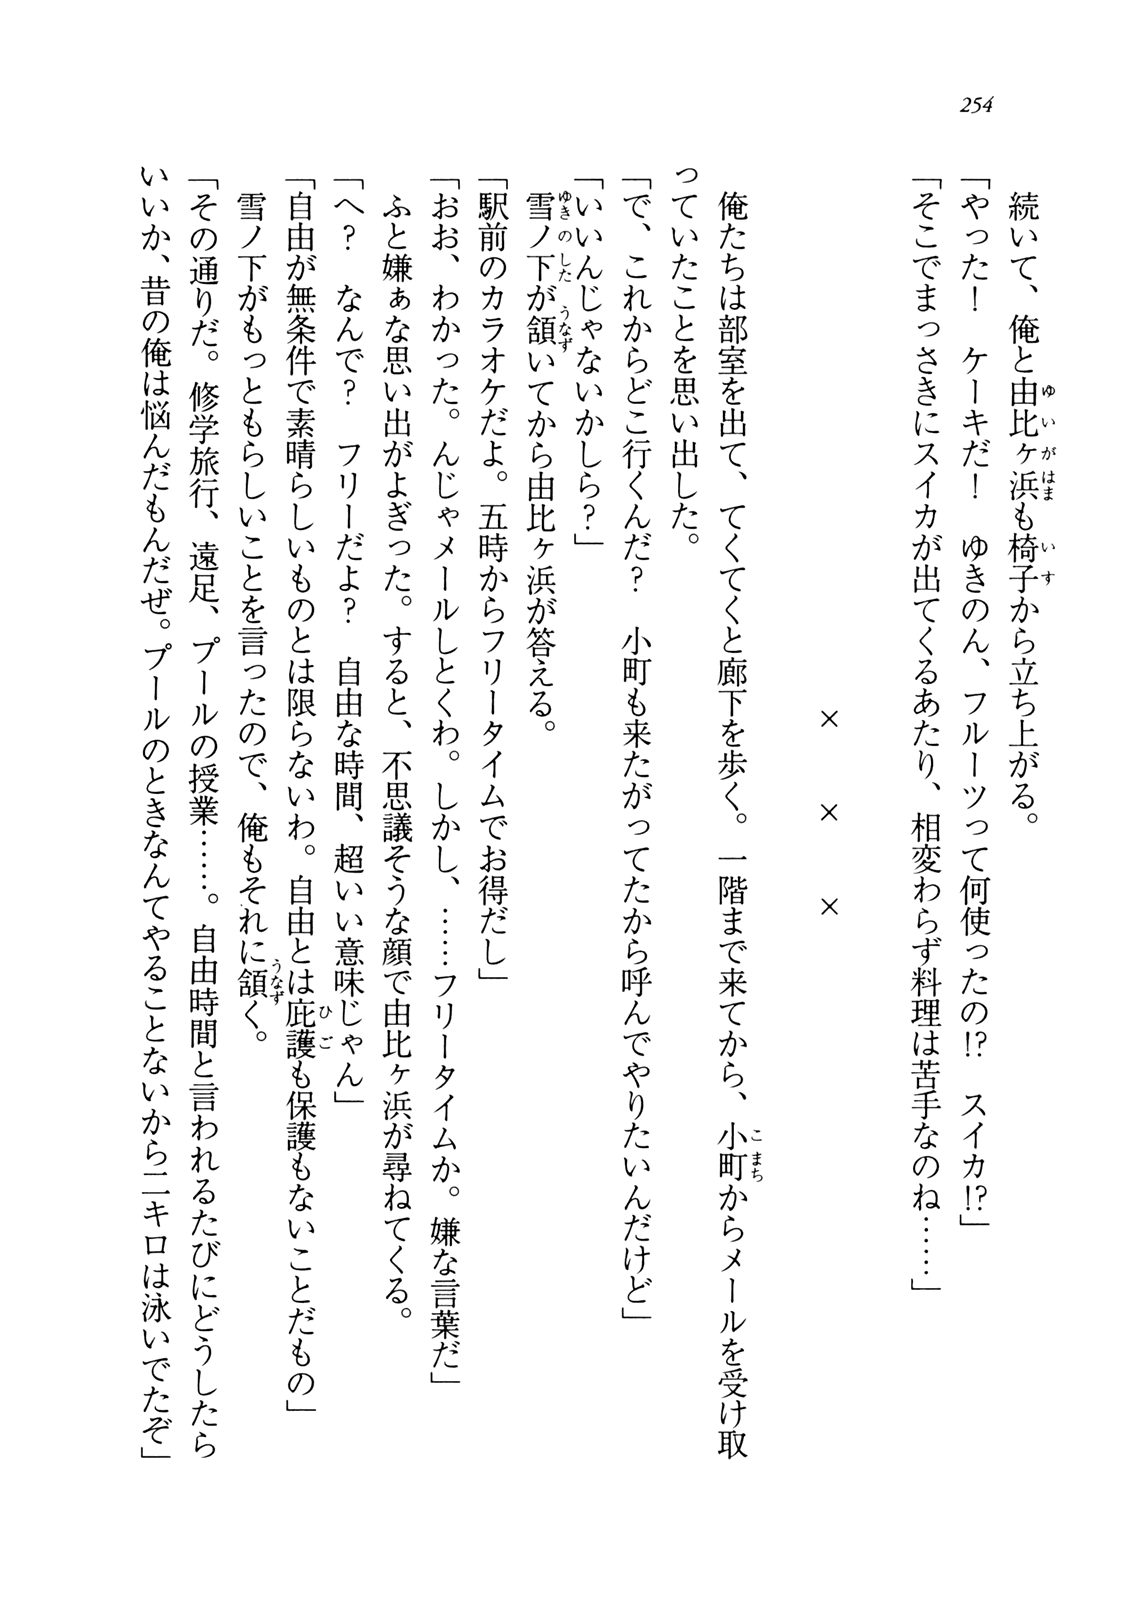 254
続いて、俺と由比ヶ浜も椅子から立ち上がる。
「やった！　ケーキだ！　ゆきのん、フルーツって何使ったの!?　スイカ!?」
「そこでまっさきにスイカが出てくるあたり、相変わらず料理は苦手なのね……」
×　×　×
俺たちは部室を出て、てくてくと廊下を歩く。一階まで来てから、小町からメールを受け取
っていたことを思い出した。
「で、これからどこ行くんだ？　小町も来たがってたから呼んでやりたいんだけど」
「いいんじゃないかしら？」
雪ノ下が頷いてから由比ヶ浜が答える。
「駅前のカラオケだよ。五時からフリータイムでお得だし」
「おお、わかった。んじゃメールしとくわ。しかし、……フリータイムか。嫌な言葉だ」
ふと嫌ぁな思い出がよぎった。すると、不思議そうな顔で由比ヶ浜が尋ねてくる。
「へ？　なんで？　フリーだよ？　自由な時間、超いい意味じゃん」
「自由が無条件で素晴らしいものとは限らないわ。自由とは庇護も保護もないことだもの」
雪ノ下がもっともらしいことを言ったので、俺もそれに頷く。
「その通りだ。修学旅行、遠足、プールの授業……。自由時間と言われるたびにどうしたら
いいか、昔の俺は悩んだもんだぜ。プールのときなんてやることないから二キロは泳いでたぞ」